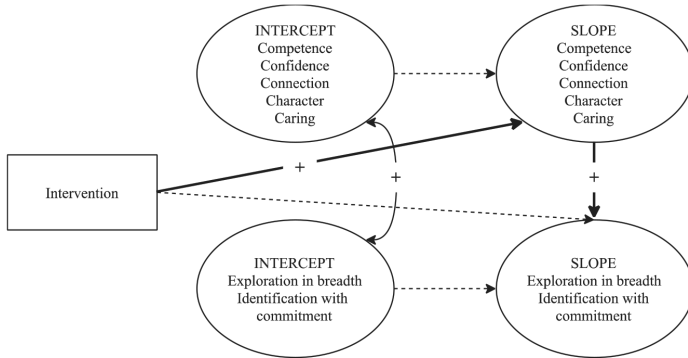 INTERCEPT
Competence
Confidence
Connection
Character
Caring
SLOPE
Competence
Confidence
Connection
Character
Caring
+
+
+
Intervention
INTERCEPT
Exploration in breadth
Identification with
commitment
SLOPE
Exploration in breadth
Identification with
commitment